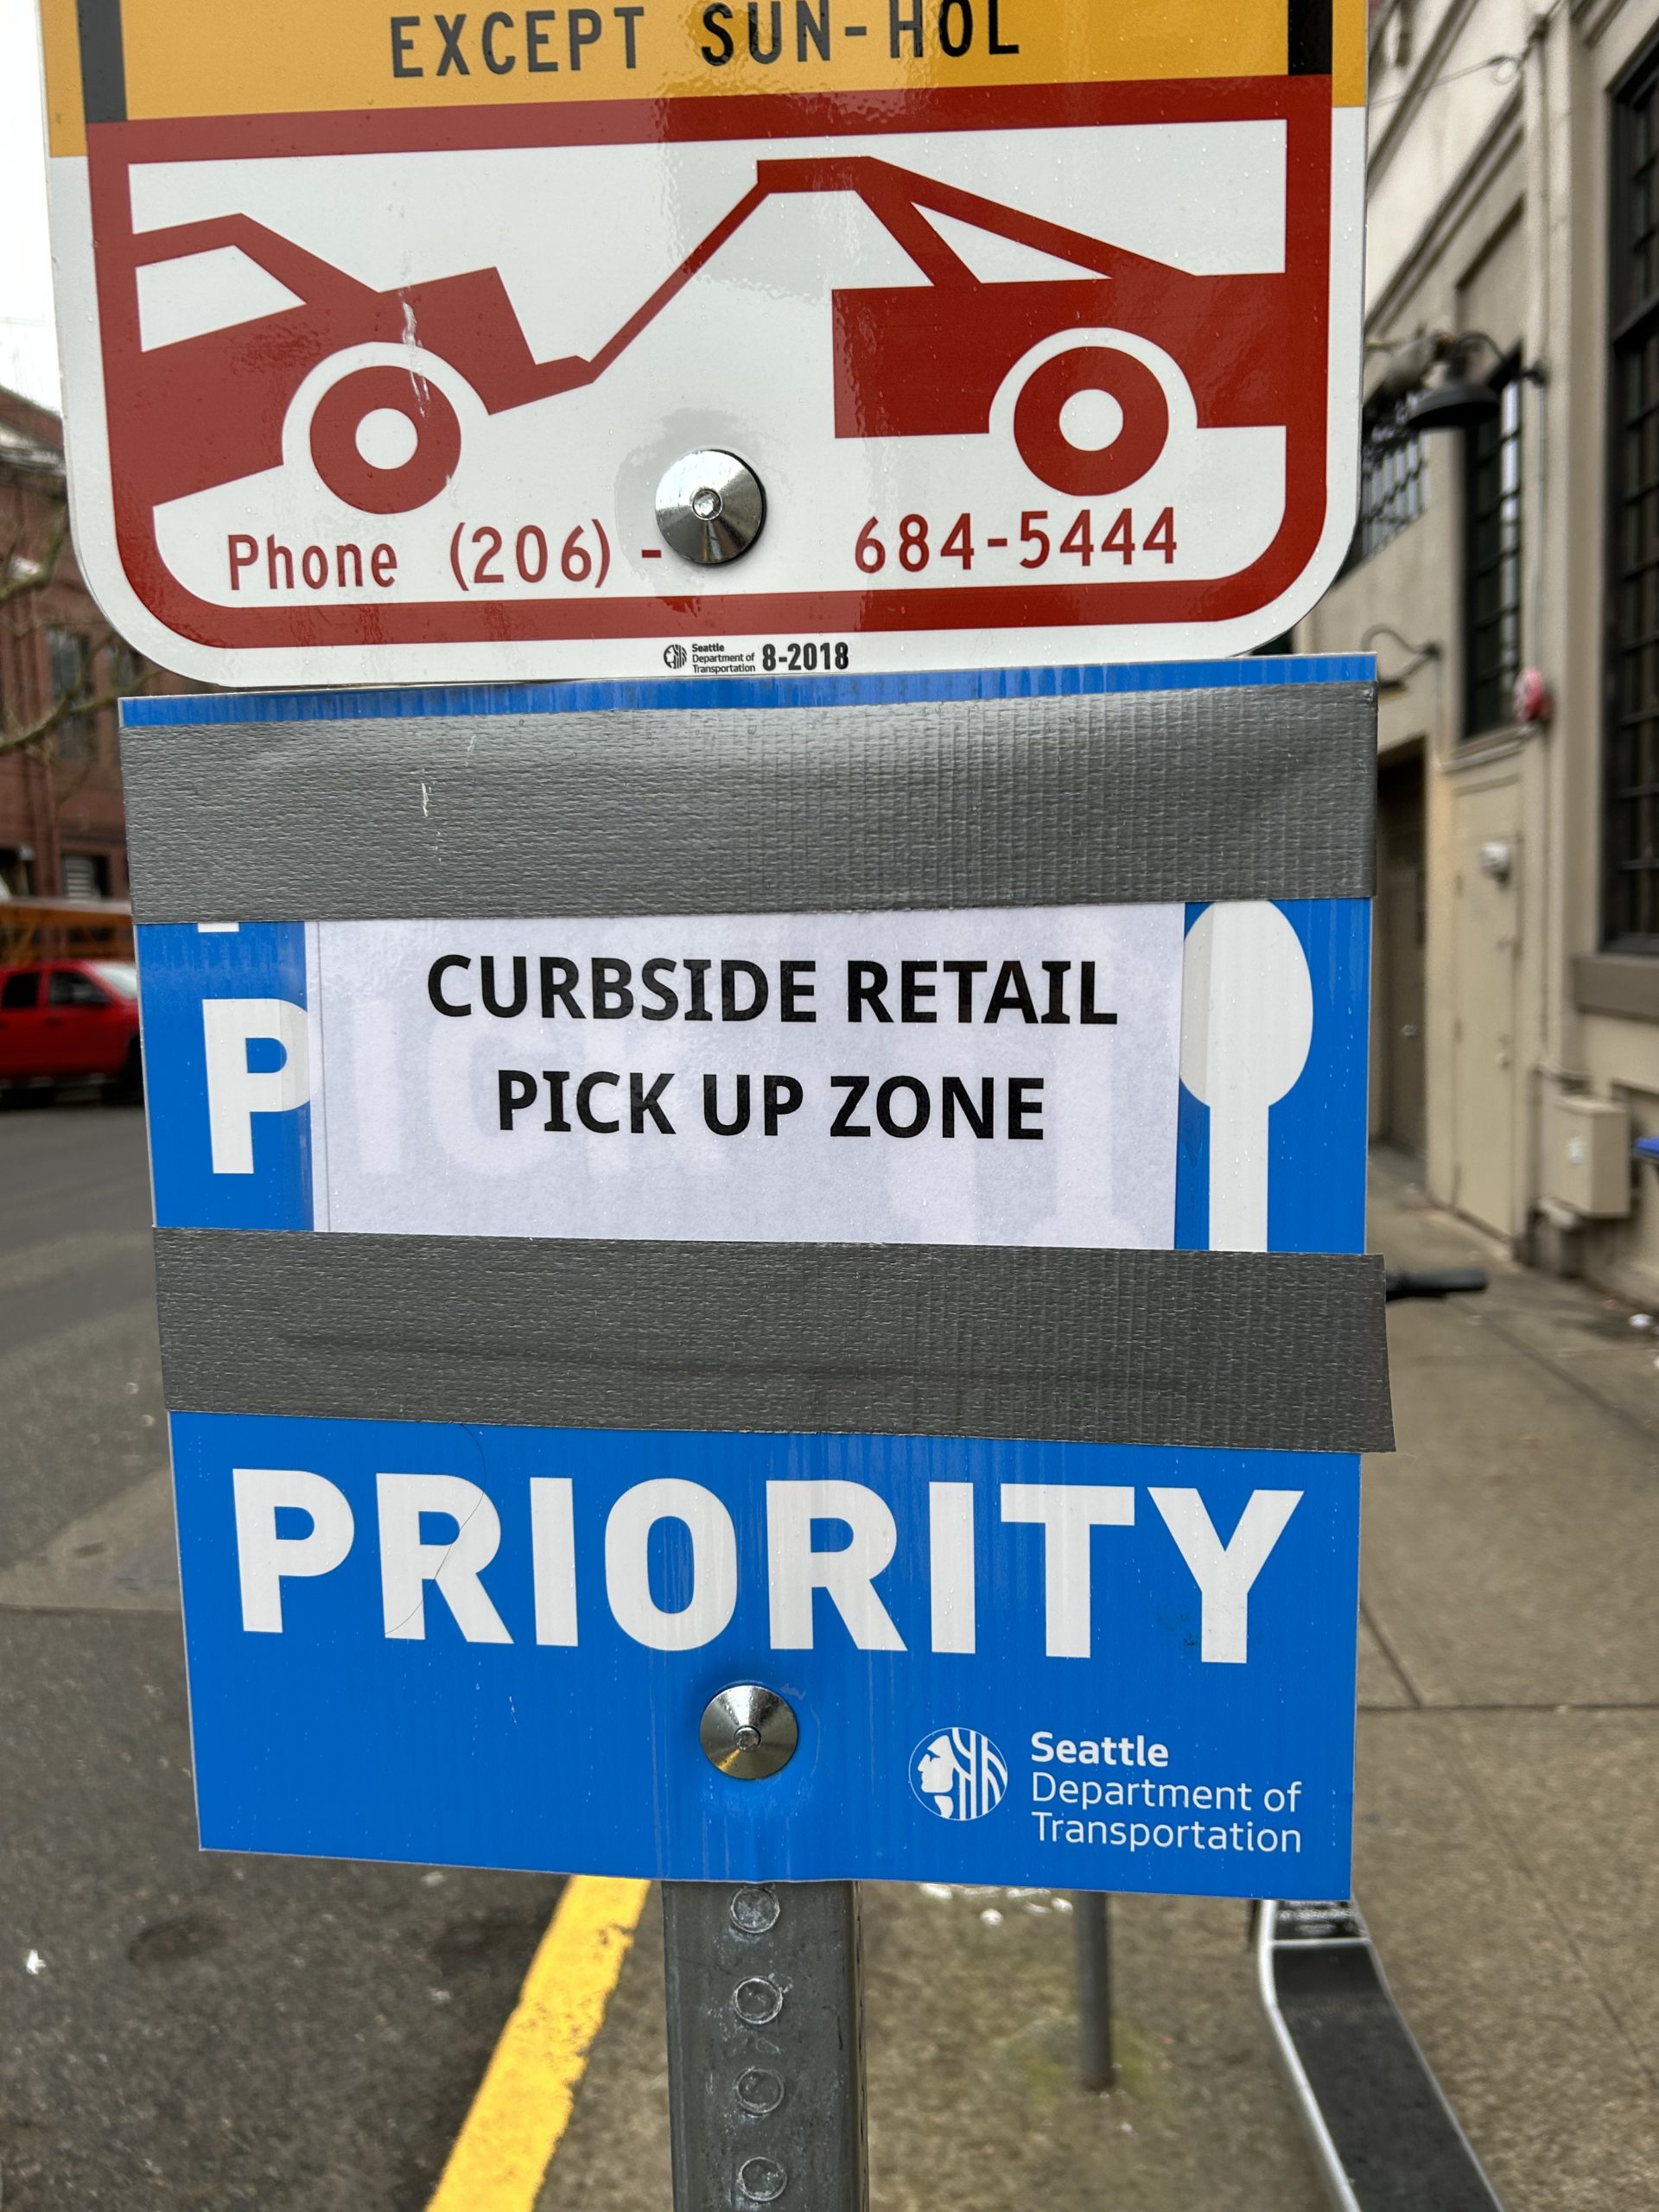 EXCEPT SUN-HOL
Phone (206) - 684-5444
Seattle
Department of
Transportation 8-2018
CURBSIDE RETAIL
PICK UP ZONE
PICK
PRIORITY
Seattle
Department of
Transportation